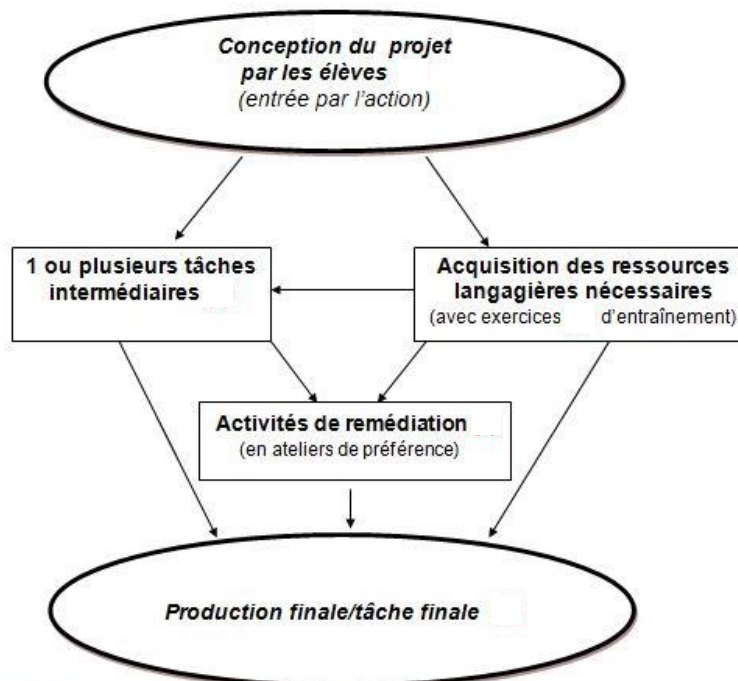 Conception du projet
par les élèves
(entrée par l'action)
1 ou plusieurs tâches
intermédiaires
Acquisition des ressources
langagières nécessaires
(avec exercices d'entraînement)
Activités de remédiation
(en ateliers de préférence)
Production finale/tâche finale